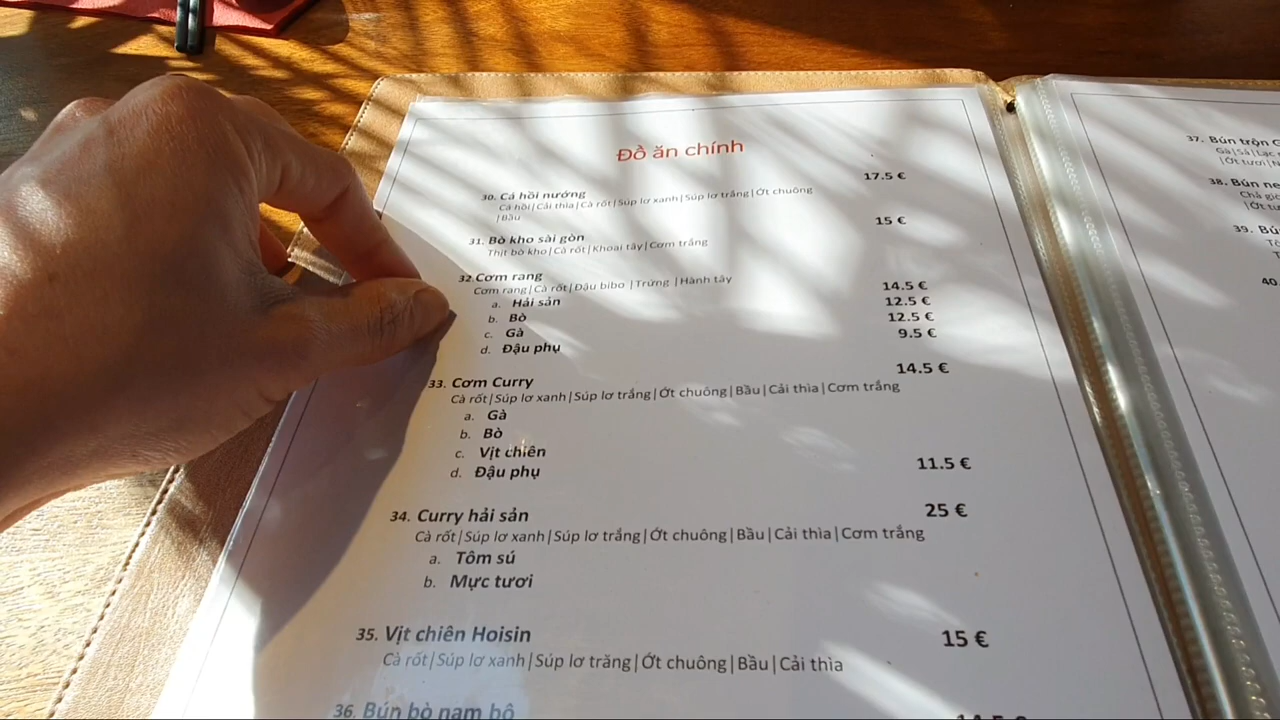 Đồ ăn chính
30. Cá hồi nướng 17.5 €
Cá hồi|Cải thìa|Cà rốt|Súp lơ xanh|Súp lơ trắng|Ớt chuông
|Bầu
31. Bò kho sài gòn 15 €
Thịt bò kho|Cà rốt|Khoai tây|Cơm trắng
32. Cơm rang
Cơm rang|Cà rốt|Đậu bibo |Trứng |Hành tây
a. Hải sản 14.5 €
b. Bò 12.5 €
c. Gà 12.5 €
d. Đậu phụ 9.5 €
33. Cơm Curry 14.5 €
Cà rốt|Súp lơ xanh|Súp lơ trắng|Ớt chuông|Bầu|Cải thìa|Cơm trắng
a. Gà
b. Bò
c. Vịt chiên
d. Đậu phụ 11.5 €
34. Curry hải sản 25 €
Cà rốt|Súp lơ xanh|Súp lơ trắng|Ớt chuông|Bầu|Cải thìa|Cơm trắng
a. Tôm sú
b. Mực tươi
35. Vịt chiên Hoisin 15 €
Cà rốt|Súp lơ xanh|Súp lơ trăng|Ớt chuông|Bầu|Cải thìa
36. Bún bò nam bộ
37. Bún trộn
Gà|Sả|Lạc
|Ớt tươi
38. Bún
Chả giò
39.
40